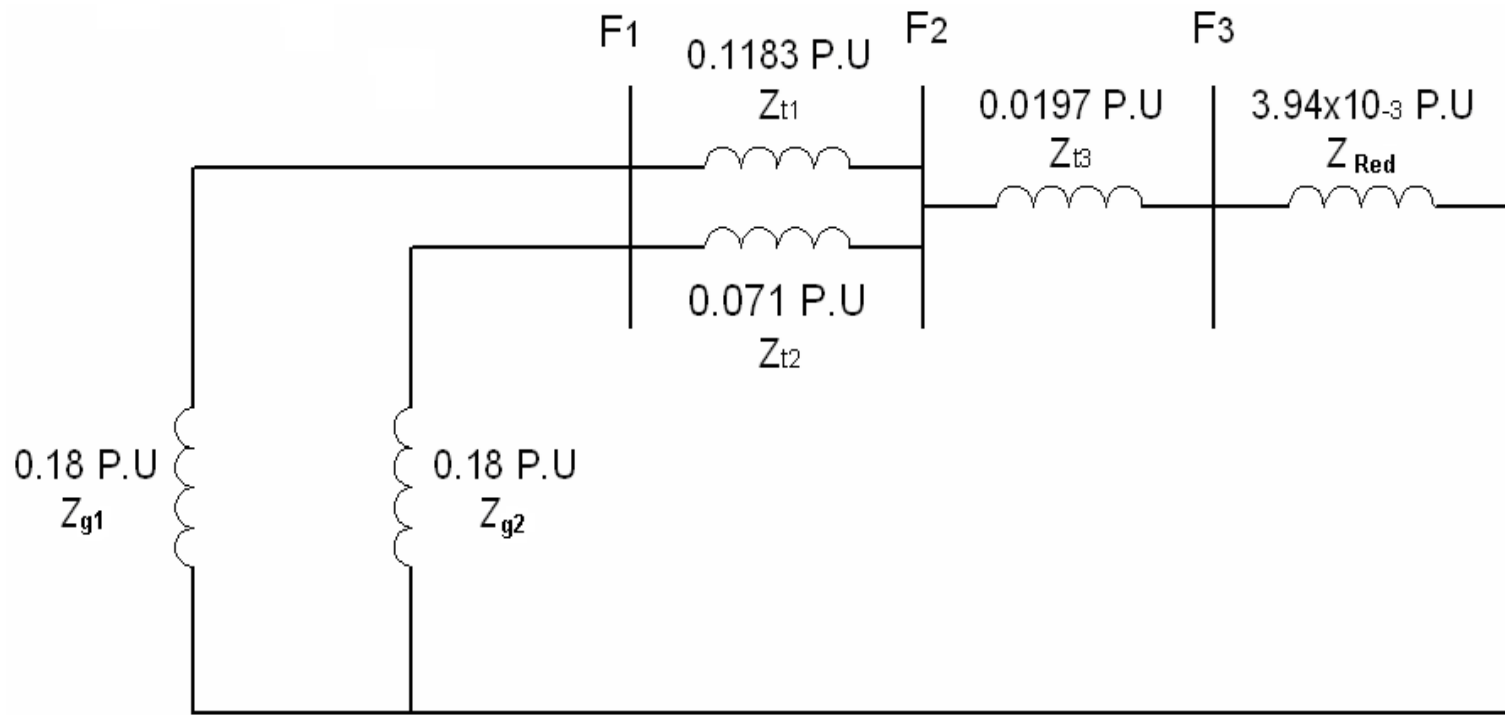 F1
F2
F3
0.1183 P.U
Zt1
0.0197 P.U
Zt3
3.94x10-3 P.U
Z Red
0.071 P.U
Zt2
0.18 P.U
Zg1
0.18 P.U
Zg2